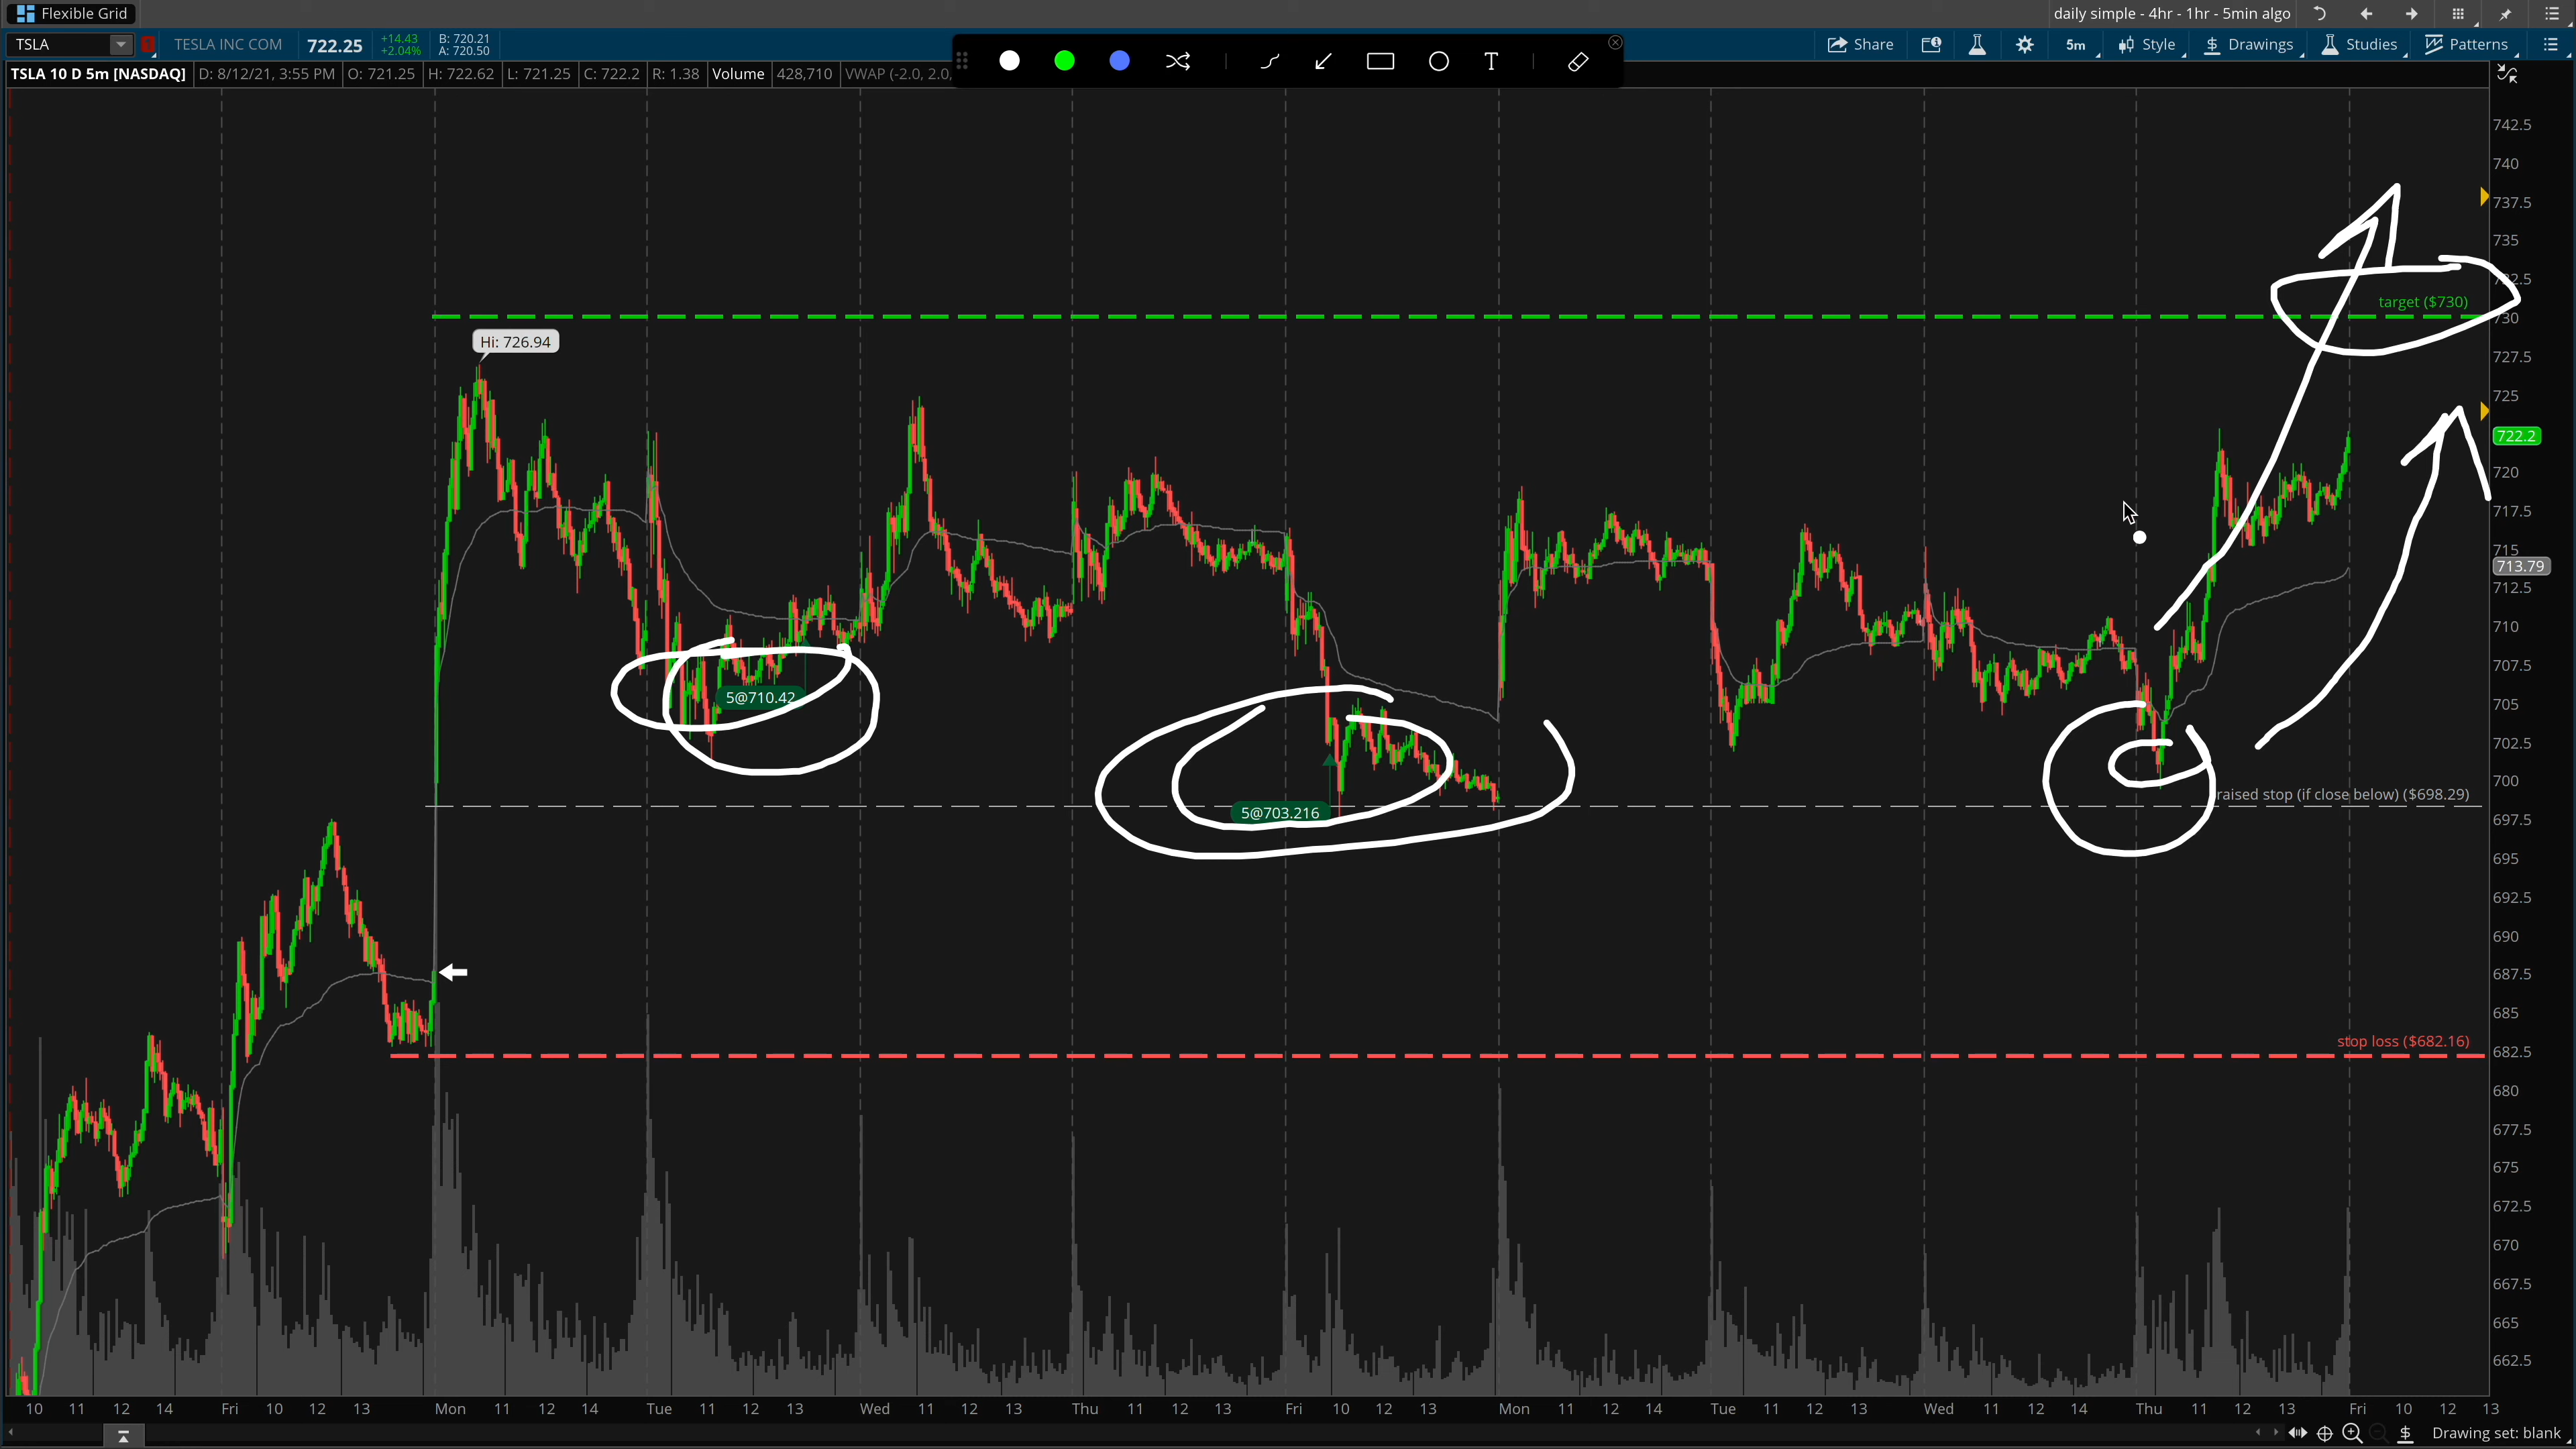 Flexible Grid
daily simple - 4hr - 1hr - 5min algo
TSLA
1
TESLA INC COM
722.25
+14.43
+2.04%
B: 720.21
A: 720.50
T
Share
5m
Style
Drawings
Studies
Patterns
TSLA 10 D 5m [NASDAQ]
D: 8/12/21, 3:55 PM
O: 721.25
H: 722.62
L: 721.25
C: 722.2
R: 1.38
Volume
428,710
VWAP (-2.0, 2.0,
742.5
740
737.5
735
target ($730)
730
Hi: 726.94
727.5
725
722.2
720
717.5
715
713.79
712.5
710
707.5
5@710.42
705
702.5
700
raised stop (if close below) ($698.29)
5@703.216
697.5
695
692.5
690
687.5
685
stop loss ($682.16)
682.5
680
677.5
675
672.5
670
667.5
665
662.5
10 11 12 14 Fri 10 12 13 Mon 11 12 14 Tue 11 12 13 Wed 11 12 13 Thu 11 12 13 Fri 10 12 13 Mon 11 12 14 Tue 11 12 13 Wed 11 12 14 Thu 11 12 13 Fri 10 12 13
Drawing set: blank